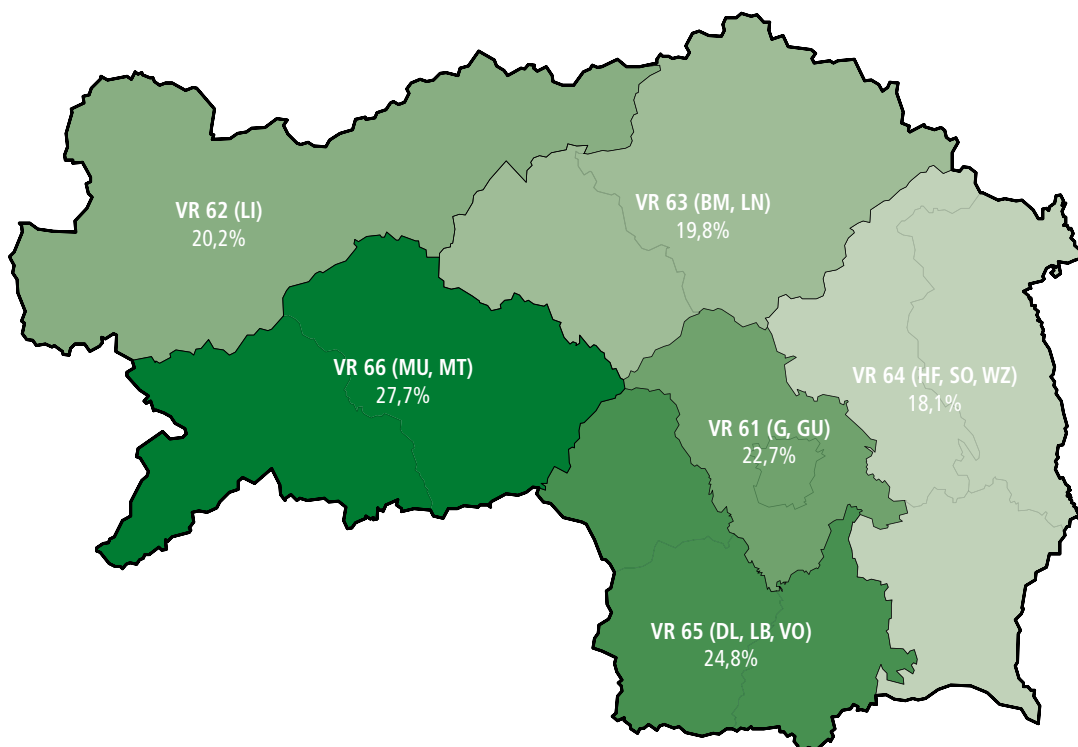 VR 62 (LI)
20,2%
VR 63 (BM, LN)
19,8%
VR 66 (MU, MT)
27,7%
VR 64 (HF, SO, WZ)
18,1%
VR 61 (G, GU)
22,7%
VR 65 (DL, LB, VO)
24,8%